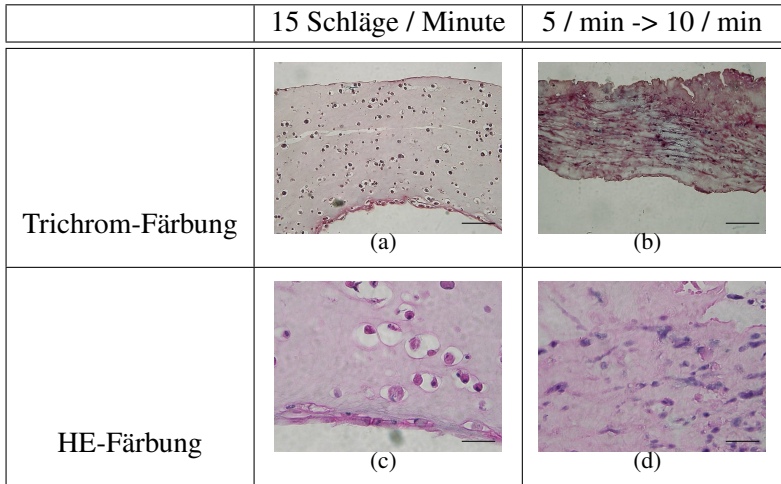 15 Schläge / Minute 5 / min -> 10 / min
(a) (b)
Trichrom-Färbung
(c) (d)
HE-Färbung